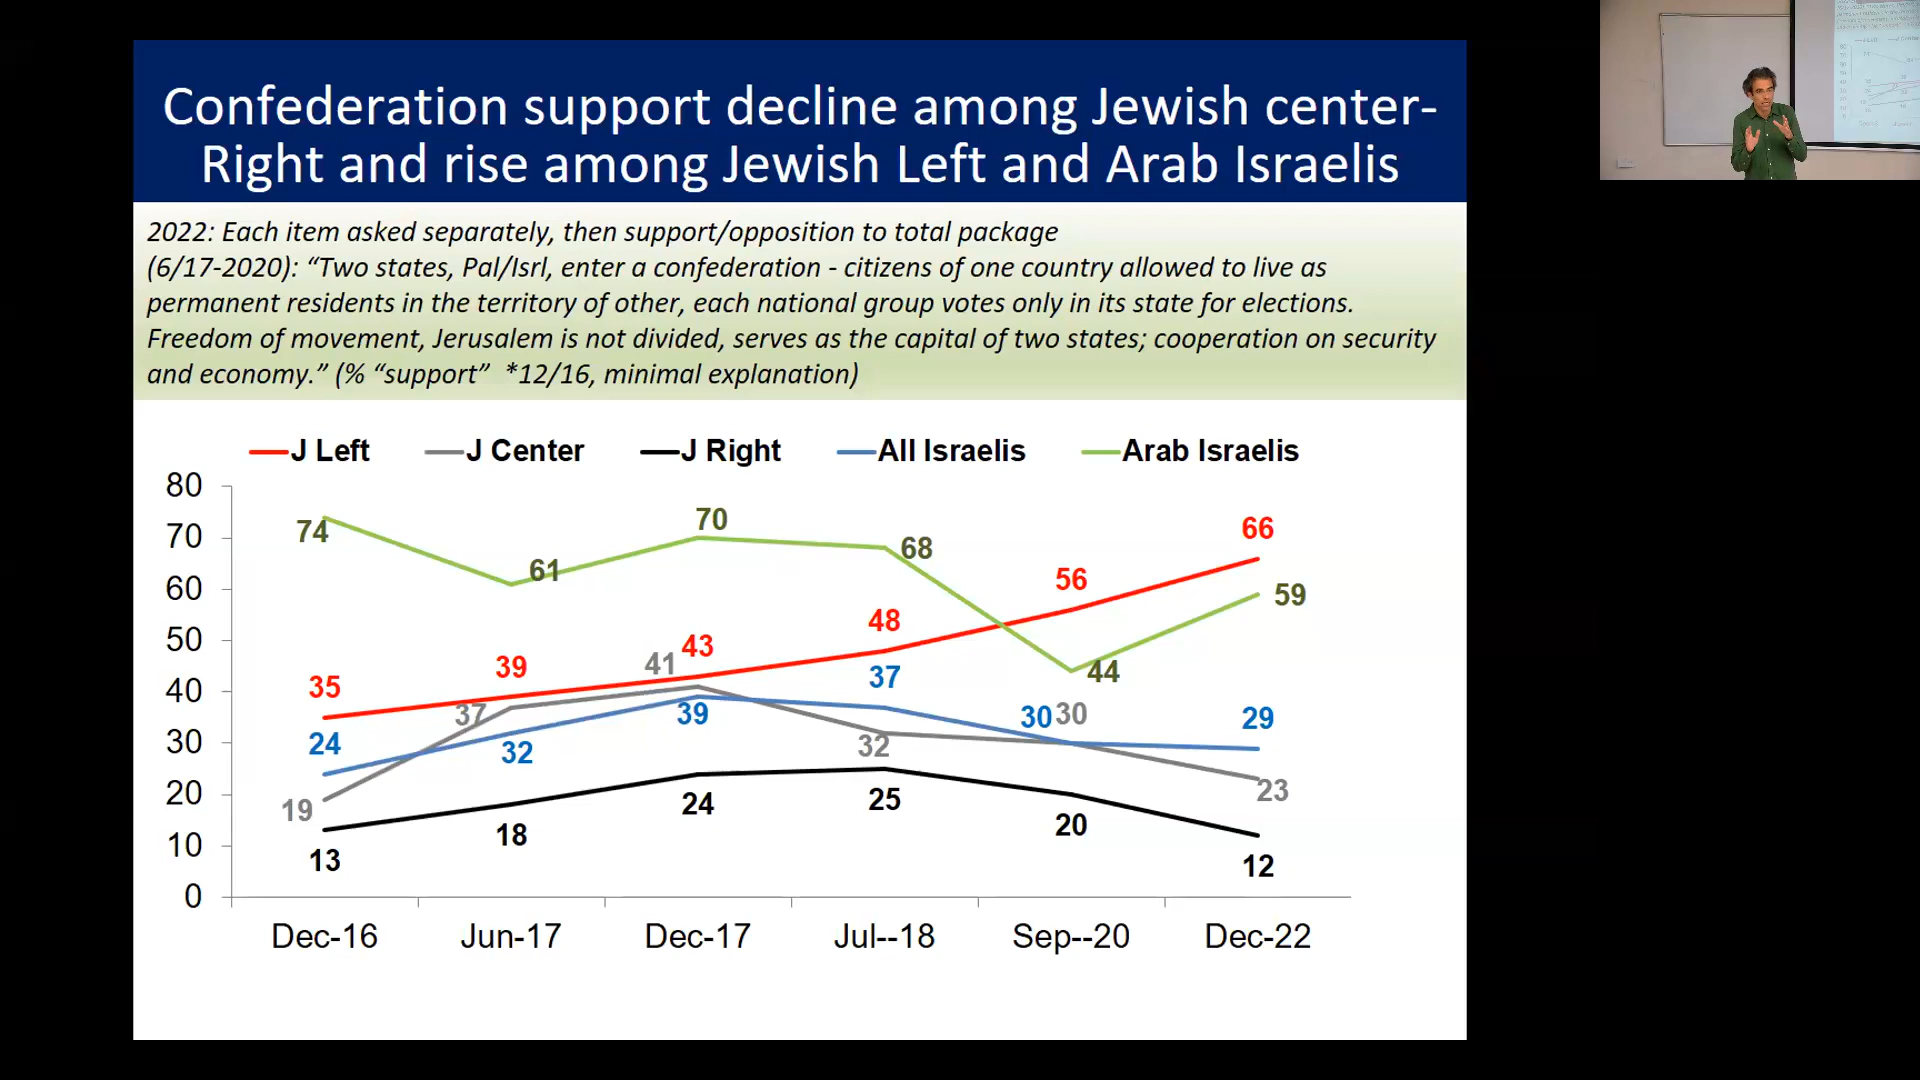 Confederation support decline among Jewish center-
Right and rise among Jewish Left and Arab Israelis
2022: Each item asked separately, then support/opposition to total package
(6/17-2020): “Two states, Pal/Isrl, enter a confederation - citizens of one country allowed to live as
permanent residents in the territory of other, each national group votes only in its state for elections.
Freedom of movement, Jerusalem is not divided, serves as the capital of two states; cooperation on security
and economy.” (% “support”  *12/16, minimal explanation)
J Left J Center J Right All Israelis Arab Israelis
80
70
60
50
40
30
20
10
0
74 61 70 68 44 59
35 39 43 48 56 66
24 32 39 37 30 29
19 37 41 32 30 23
13 18 24 25 20 12
Dec-16 Jun-17 Dec-17 Jul--18 Sep--20 Dec-22